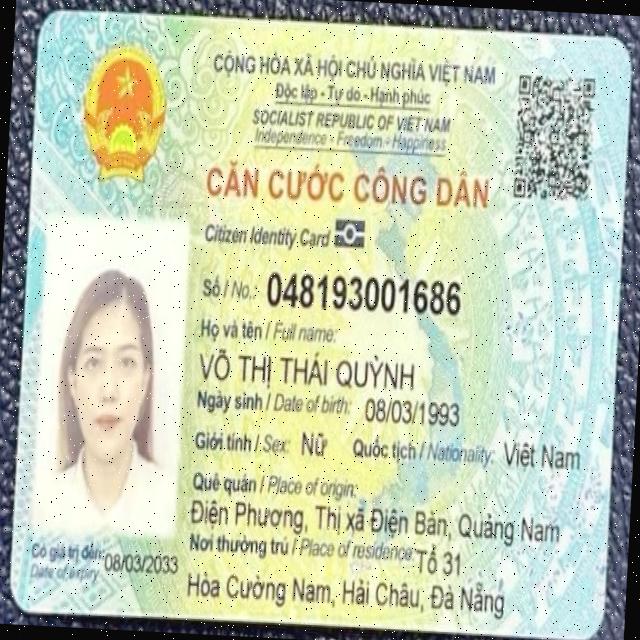 CỘNG HÒA XÃ HỘI CHỦ NGHĨA VIỆT NAM
Độc lập - Tự do - Hạnh phúc
SOCIALIST REPUBLIC OF VIET NAM
Independence - Freedom - Happiness
CĂN CƯỚC CÔNG DÂN
Citizen Identity Card
Số / No.: 048193001686
Họ và tên / Full name:
VÕ THỊ THÁI QUỲNH
Ngày sinh / Date of birth: 08/03/1993
Giới tính / Sex: Nữ Quốc tịch / Nationality: Việt Nam
Quê quán / Place of origin:
Điện Phương, Thị xã Điện Bàn, Quảng Nam
Nơi thường trú / Place of residence: Tổ 31
Hòa Cường Nam, Hải Châu, Đà Nẵng
Có giá trị đến: 08/03/2033
Date of expiry